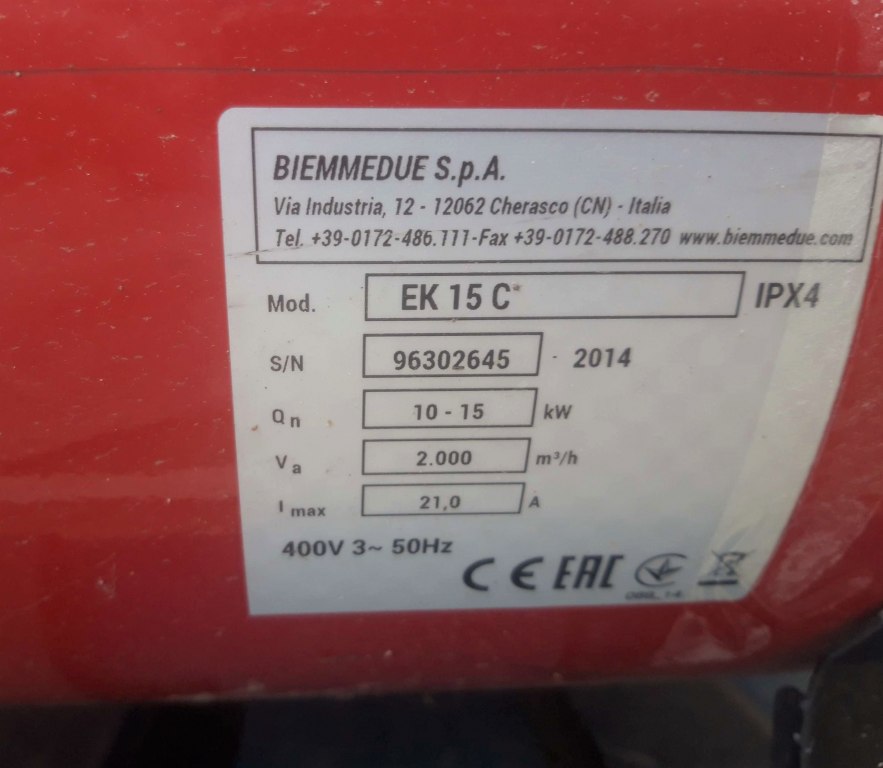 BIEMMEDUE S.p.A.
Via Industria, 12 - 12062 Cherasco (CN) - Italia
Tel. +39-0172-486.111-Fax +39-0172-488.270 www.biemmedue.com
Mod. EK 15 C IPX4
S/N 96302645 - 2014
Qn 10 - 15 kW
Va 2.000 m³/h
I max 21,0 A
400V 3~ 50Hz
CE EAC